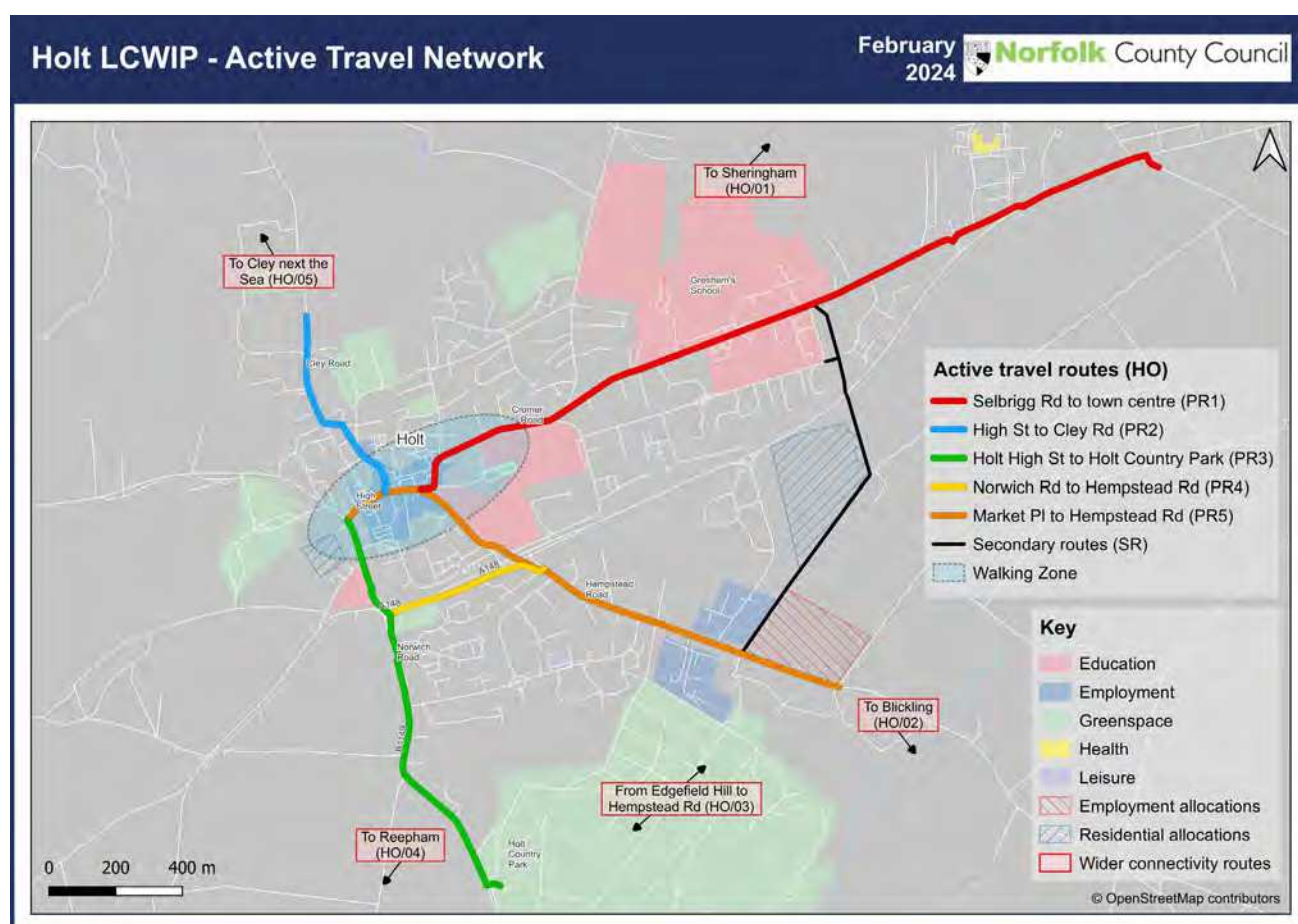 Holt LCWIP - Active Travel Network
February
2024
Norfolk County Council
To Sheringham
(HO/01)
To Cley next the
Sea (HO/05)
Gresham's
School
Cley Road
Cromer
Road
Holt
High
Street
A148
A148
Hempstead
Road
Norwich
Road
B1149
To Blickling
(HO/02)
From Edgefield Hill to
Hempstead Rd (HO/03)
To Reepham
(HO/04)
Holt
Country
Park
Active travel routes (HO)
Selbrigg Rd to town centre (PR1)
High St to Cley Rd (PR2)
Holt High St to Holt Country Park (PR3)
Norwich Rd to Hempstead Rd (PR4)
Market Pl to Hempstead Rd (PR5)
Secondary routes (SR)
Walking Zone
Key
Education
Employment
Greenspace
Health
Leisure
Employment allocations
Residential allocations
Wider connectivity routes
0 200 400 m
© OpenStreetMap contributors